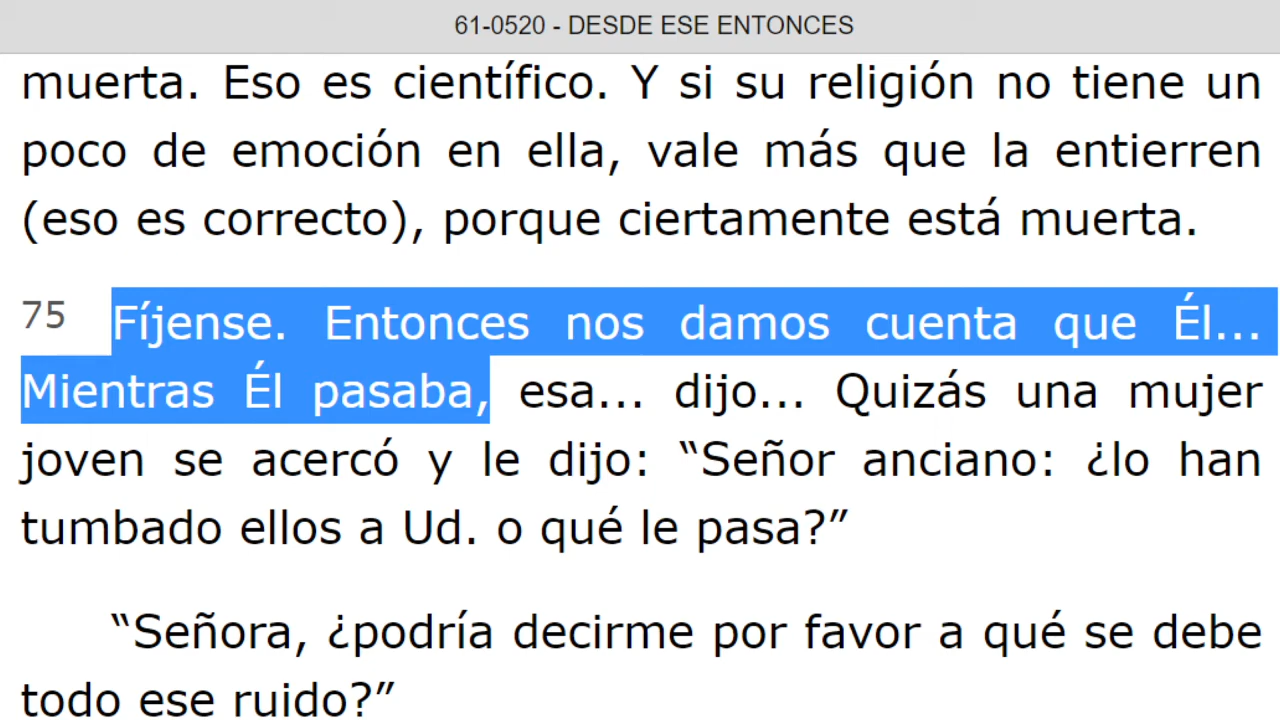 61-0520 - DESDE ESE ENTONCES
muerta. Eso es científico. Y si su religión no tiene un
poco de emoción en ella, vale más que la entierren
(eso es correcto), porque ciertamente está muerta.
75 Fíjense. Entonces nos damos cuenta que Él...
Mientras Él pasaba, esa... dijo... Quizás una mujer
joven se acercó y le dijo: “Señor anciano: ¿lo han
tumbado ellos a Ud. o qué le pasa?”
“Señora, ¿podría decirme por favor a qué se debe
todo ese ruido?”